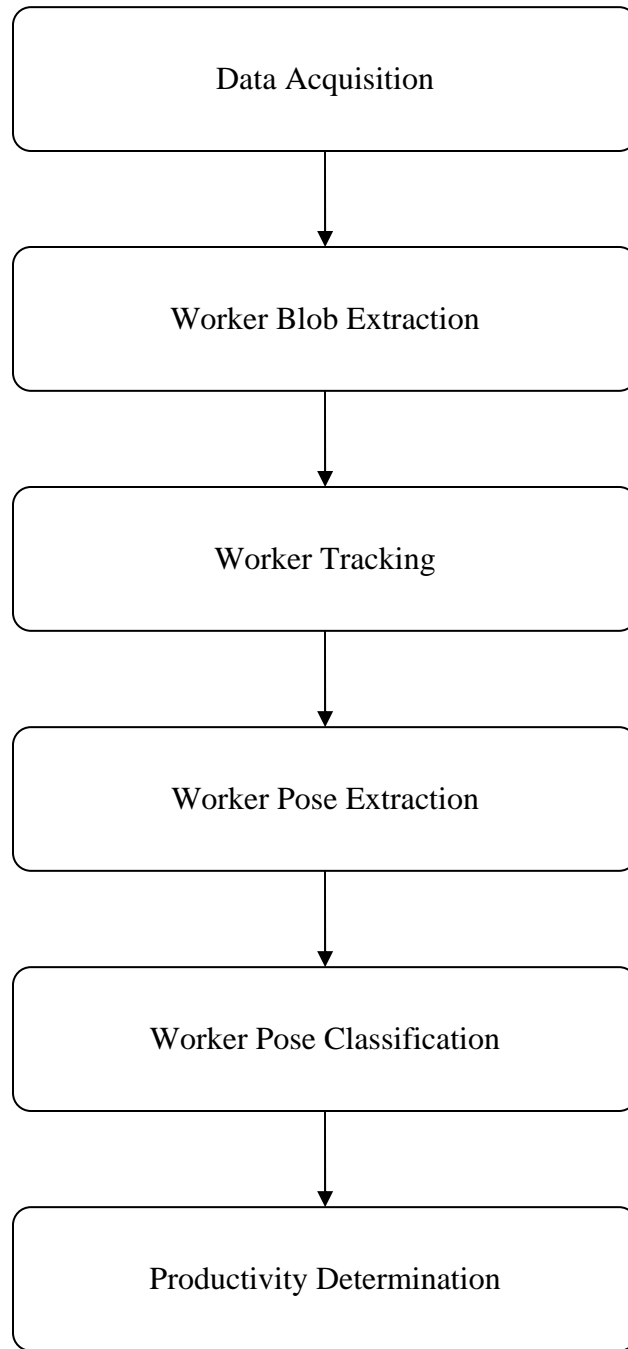 Data Acquisition
Worker Blob Extraction
Worker Tracking
Worker Pose Extraction
Worker Pose Classification
Productivity Determination